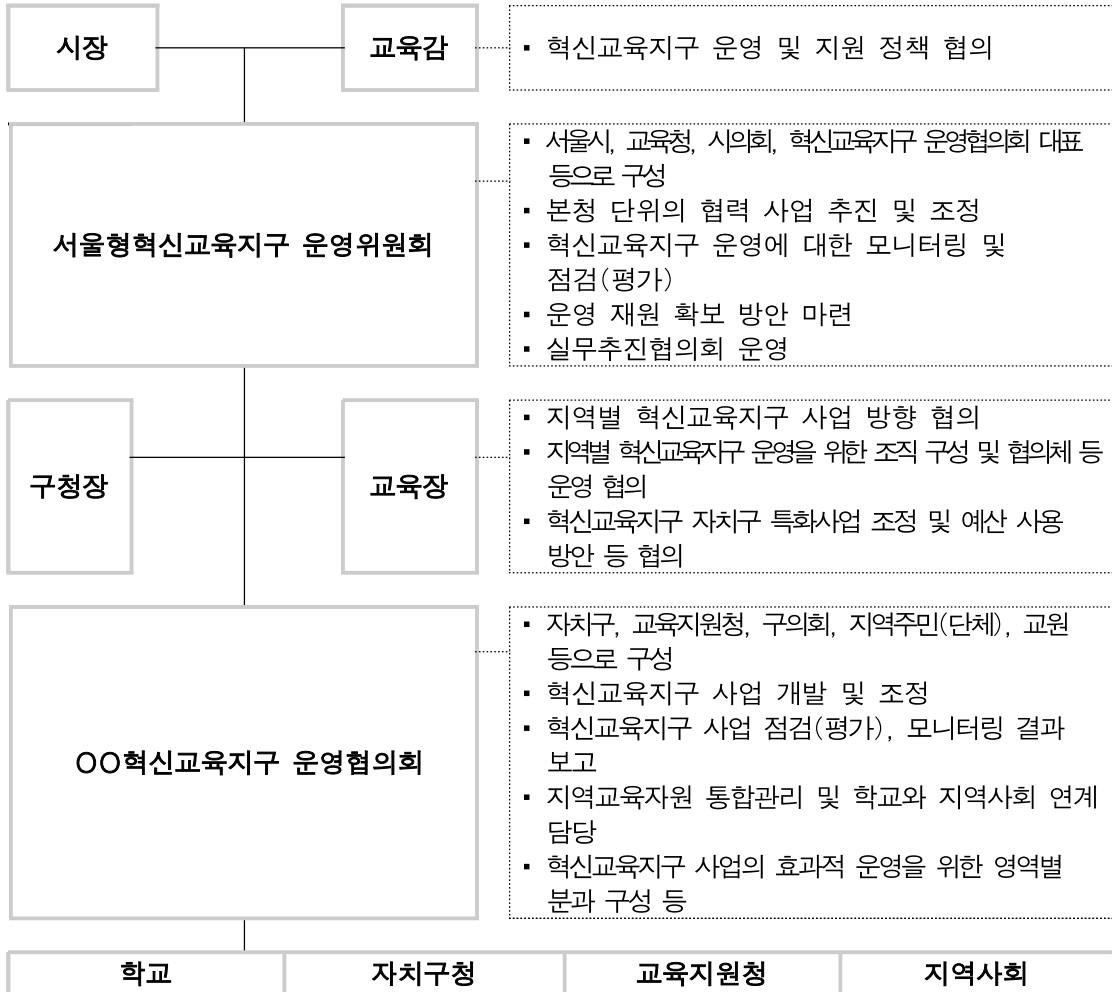 시장
교육감
▪ 혁신교육지구 운영 및 지원 정책 협의
서울형혁신교육지구 운영위원회
▪ 서울시, 교육청, 시의회, 혁신교육지구 운영협의회 대표
등으로 구성
▪ 본청 단위의 협력 사업 추진 및 조정
▪ 혁신교육지구 운영에 대한 모니터링 및
점검(평가)
▪ 운영 재원 확보 방안 마련
▪ 실무추진협의회 운영
구청장
교육장
▪ 지역별 혁신교육지구 사업 방향 협의
▪ 지역별 혁신교육지구 운영을 위한 조직 구성 및 협의체 등
운영 협의
▪ 혁신교육지구 자치구 특화사업 조정 및 예산 사용
방안 등 협의
○○혁신교육지구 운영협의회
▪ 자치구, 교육지원청, 구의회, 지역주민(단체), 교원
등으로 구성
▪ 혁신교육지구 사업 개발 및 조정
▪ 혁신교육지구 사업 점검(평가), 모니터링 결과
보고
▪ 지역교육자원 통합관리 및 학교와 지역사회 연계
담당
▪ 혁신교육지구 사업의 효과적 운영을 위한 영역별
분과 구성 등
학교
자치구청
교육지원청
지역사회